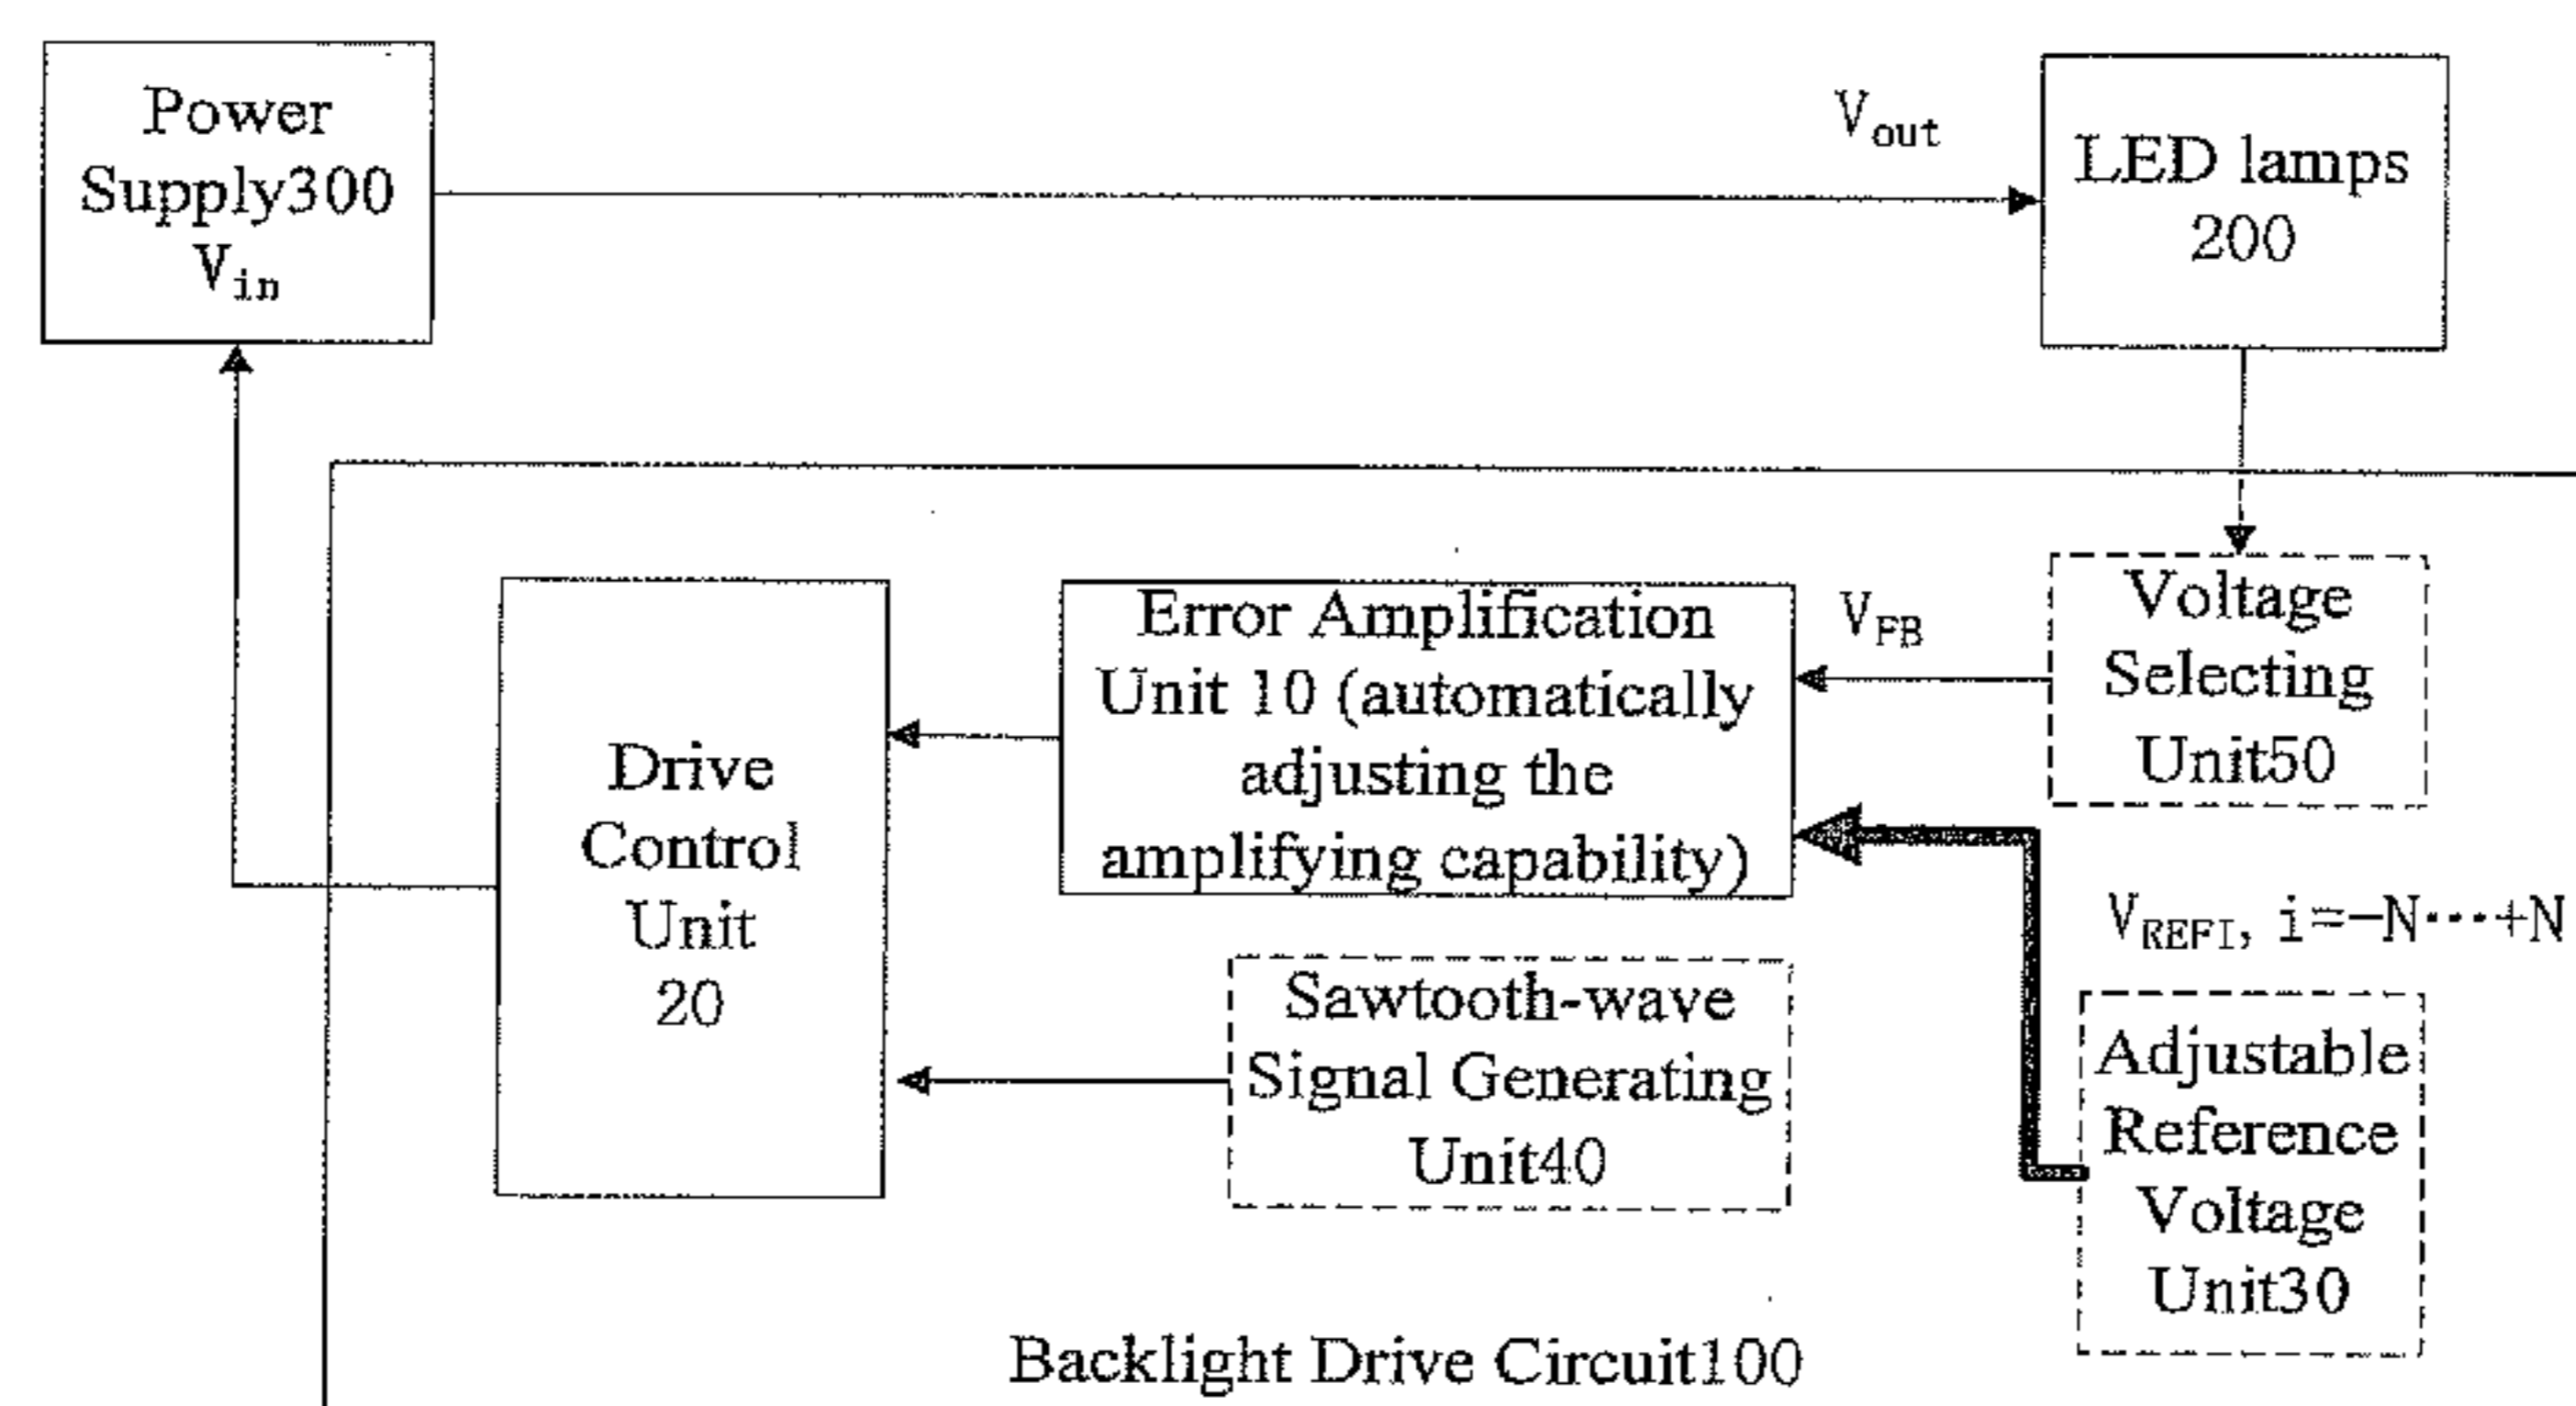 Power
Supply300
Vin
Vout
LED lamps
200
Drive
Control
Unit
20
Error Amplification
Unit 10 (automatically
adjusting the
amplifying capability)
VFB
Voltage
Selecting
Unit50
VREFI, i=−N···+N
Sawtooth-wave
Signal Generating
Unit40
Adjustable
Reference
Voltage
Unit30
Backlight Drive Circuit100